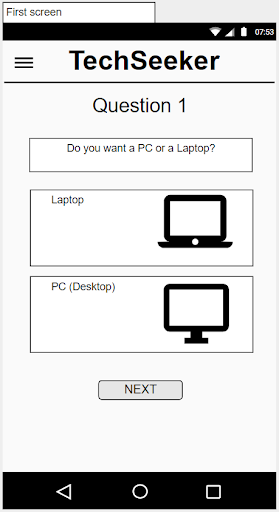 First screen
07:53
TechSeeker
Question 1
Do you want a PC or a Laptop?
Laptop
PC (Desktop)
NEXT